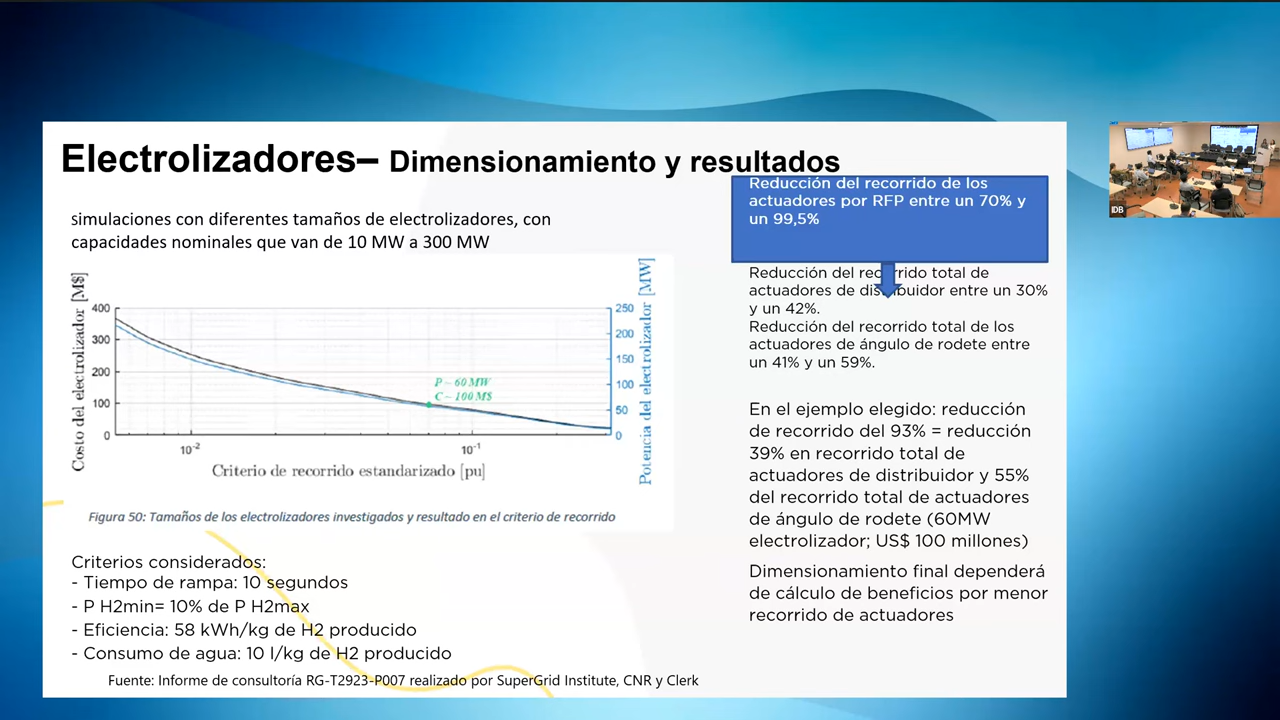 Electrolizadores– Dimensionamiento y resultados
simulaciones con diferentes tamaños de electrolizadores, con
capacidades nominales que van de 10 MW a 300 MW
Costo del electrolizador [M$]
400
300
200
100
0
P ~ 60 MW
C ~ 100 M$
250
200
150
100
50
0
Potencia del electrolizador [MW]
10⁻²
10⁻¹
Criterio de recorrido estandarizado [pu]
Figura 50: Tamaños de los electrolizadores investigados y resultado en el criterio de recorrido
Criterios considerados:
- Tiempo de rampa: 10 segundos
- P H2min= 10% de P H2max
- Eficiencia: 58 kWh/kg de H2 producido
- Consumo de agua: 10 l/kg de H2 producido
Fuente: Informe de consultoría RG-T2923-P007 realizado por SuperGrid Institute, CNR y Clerk
Reducción del recorrido de los
actuadores por RFP entre un 70% y
un 99,5%
Reducción del recorrido total de
actuadores de distribuidor entre un 30%
y un 42%.
Reducción del recorrido total de los
actuadores de ángulo de rodete entre
un 41% y un 59%.
En el ejemplo elegido: reducción
de recorrido del 93% = reducción
39% en recorrido total de
actuadores de distribuidor y 55%
del recorrido total de actuadores
de ángulo de rodete (60MW
electrolizador; US$ 100 millones)
Dimensionamiento final dependerá
de cálculo de beneficios por menor
recorrido de actuadores
IDB